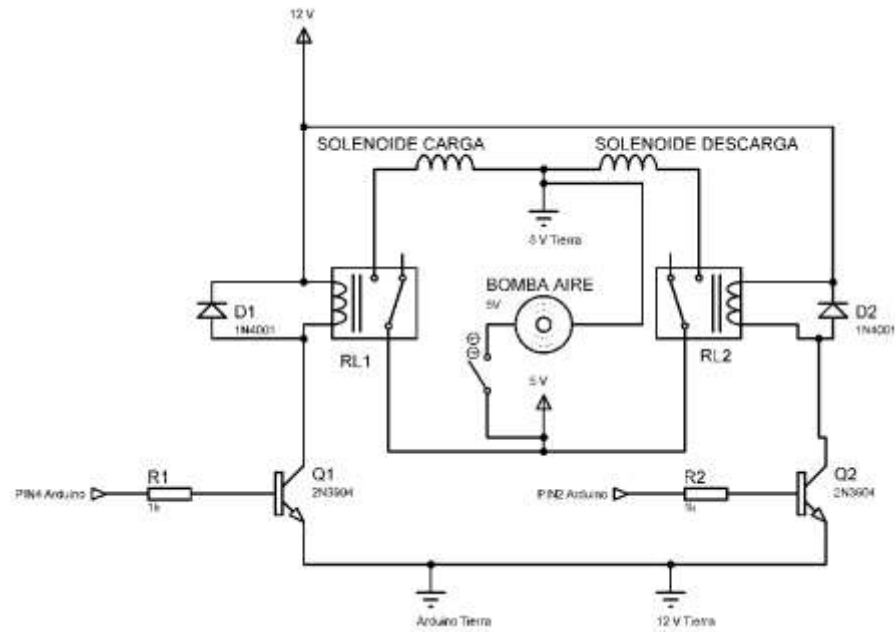 12 V
SOLENOIDE CARGA
SOLENOIDE DESCARGA
BOMBA AIRE
5V
5 V
Tierra
D1
1N4001
RL1
RL2
D2
1N4001
R1
1k
PIN4 Arduino
Q1
2N3904
R2
1k
PIN2 Arduino
Q2
2N3904
Arduino Tierra
12 V Tierra